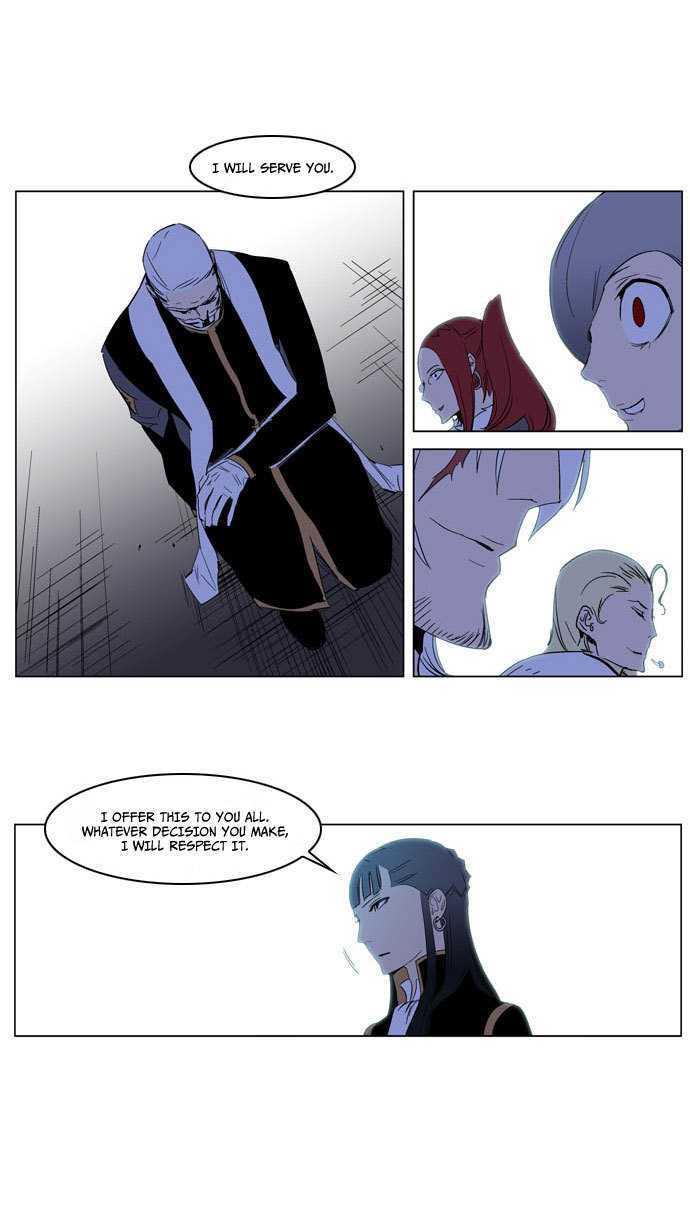 I WILL SERVE YOU.
I OFFER THIS TO YOU ALL.
WHATEVER DECISION YOU MAKE,
I WILL RESPECT IT.